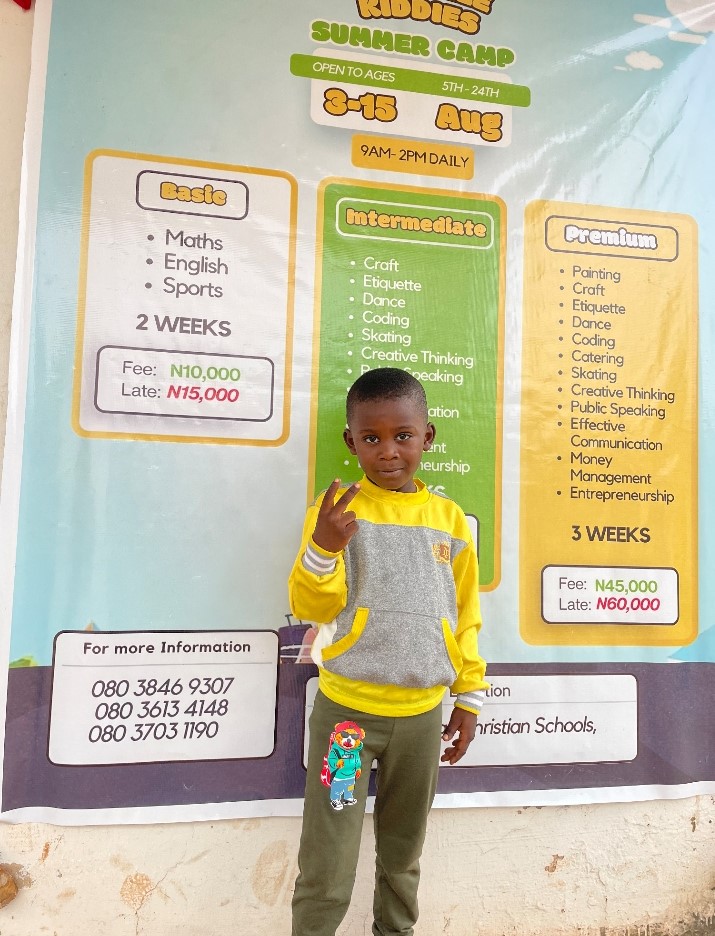 KIDDIES
SUMMER CAMP
OPEN TO AGES
5TH - 24TH
3-15
Aug
9AM- 2PM DAILY
Basic
• Maths
• English
• Sports
2 WEEKS
Fee: N10,000
Late: N15,000
Intermediate
• Craft
• Etiquette
• Dance
• Coding
• Skating
• Creative Thinking
Speaking
Premium
• Painting
• Craft
• Etiquette
• Dance
• Coding
• Catering
• Skating
• Creative Thinking
• Public Speaking
• Effective
Communication
• Money
Management
• Entrepreneurship
3 WEEKS
Fee: N45,000
Late: N60,000
For more Information
080 3846 9307
080 3613 4148
080 3703 1190
Schools,